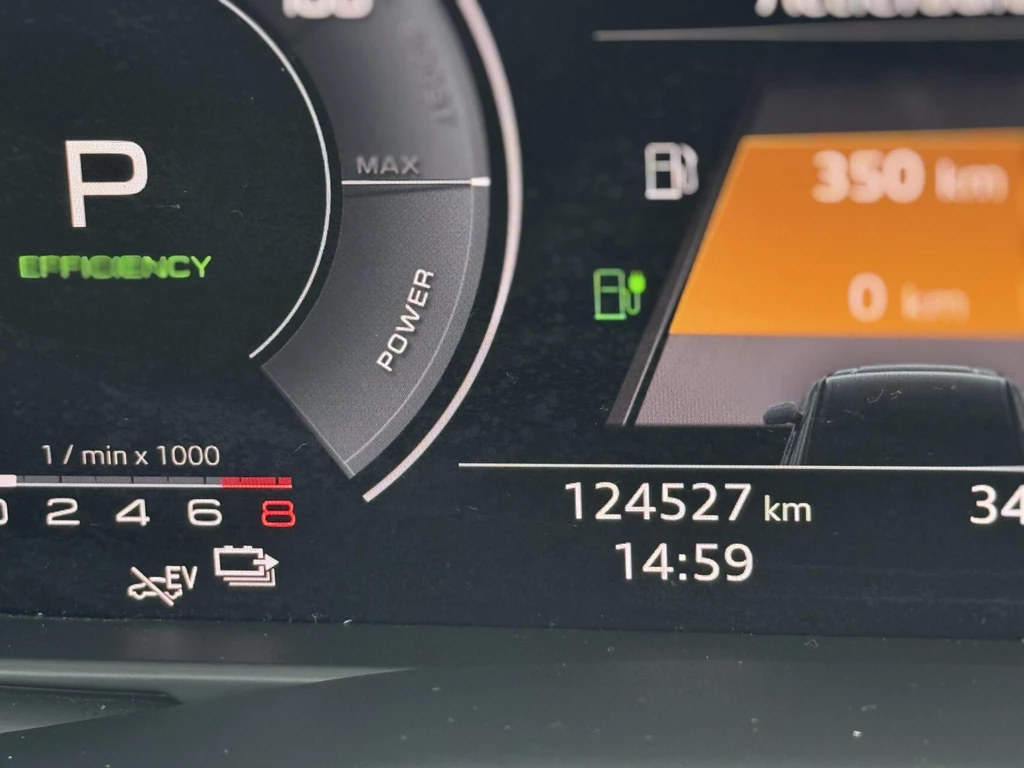 P
EFFICIENCY
MAX
POWER
350 km
0 km
1 / min x 1000
0 2 4 6 8
EV
124527 km
34
14:59